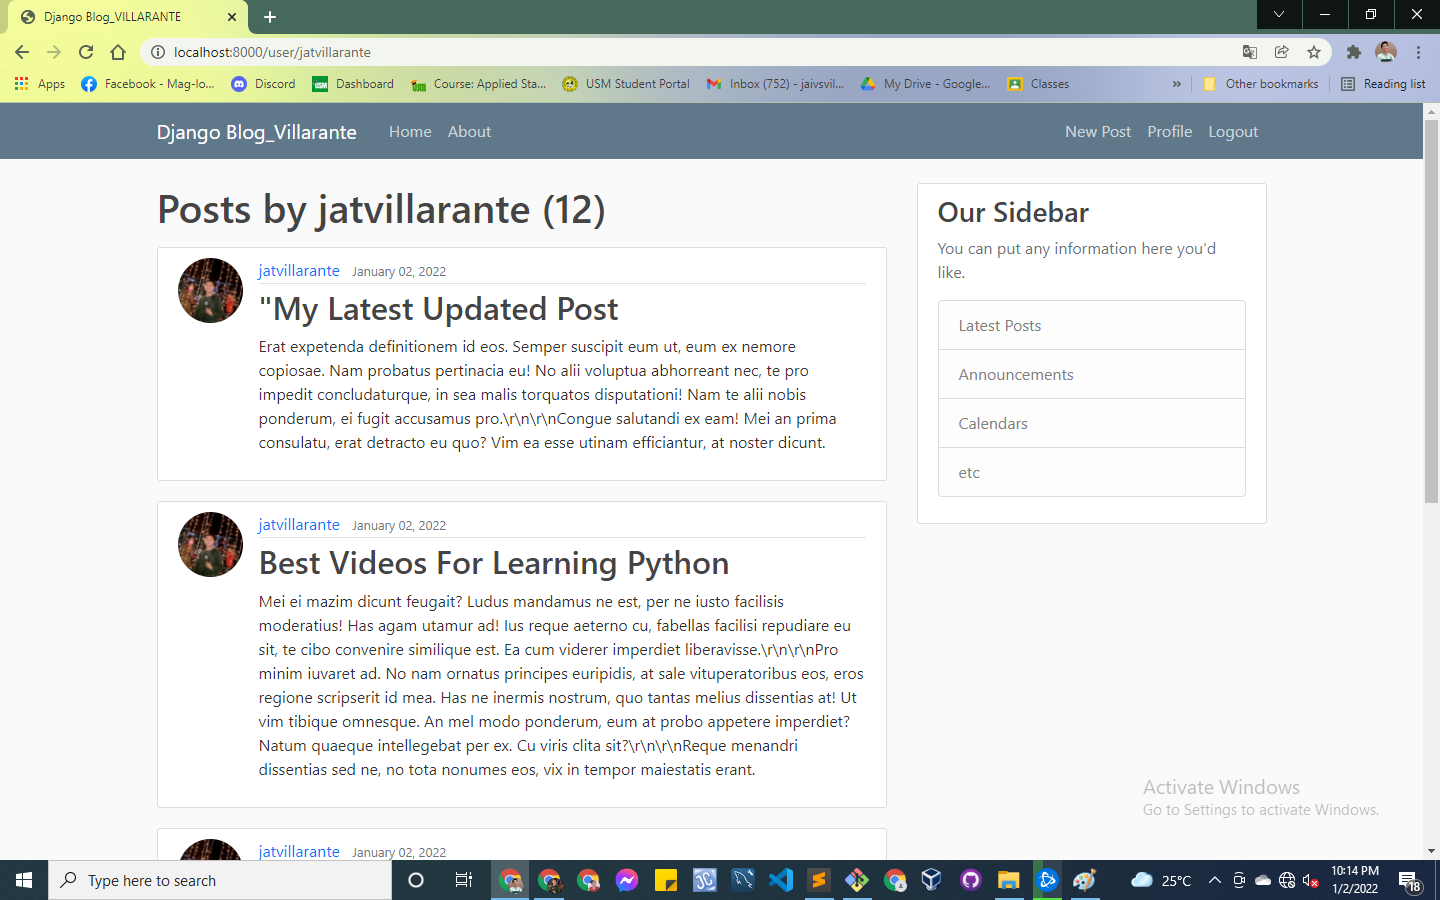 Django Blog_VILLARANTE
localhost:8000/user/jatvillarante
Apps
Facebook - Mag-lo...
Discord
Dashboard
Course: Applied Sta...
USM Student Portal
Inbox (752) - jaivsvil...
My Drive - Google...
Classes
»
Other bookmarks
Reading list
Django Blog_Villarante
Home
About
New Post
Profile
Logout
Posts by jatvillarante (12)
jatvillarante January 02, 2022
"My Latest Updated Post
Erat expetenda definitionem id eos. Semper suscipit eum ut, eum ex nemore
copiosae. Nam probatus pertinacia eu! No alii voluptua abhorreant nec, te pro
impedit concludaturque, in sea malis torquatos disputationi! Nam te alii nobis
ponderum, ei fugit accusamus pro.\r\n\r\nCongue salutandi ex eam! Mei an prima
consulatu, erat detracto eu quo? Vim ea esse utinam efficiantur, at noster dicunt.
jatvillarante January 02, 2022
Best Videos For Learning Python
Mei ei mazim dicunt feugait? Ludus mandamus ne est, per ne iusto facilisis
moderatius! Has agam utamur ad! Ius reque aeterno cu, fabellas facilisi repudiare eu
sit, te cibo convenire similique est. Ea cum viderer imperdiet liberavisse.\r\n\r\nPro
minim iuvaret ad. No nam ornatus principes euripidis, at sale vituperatoribus eos, eros
regione scripserit id mea. Has ne inermis nostrum, quo tantas melius dissentias at! Ut
vim tibique omnesque. An mel modo ponderum, eum at probo appetere imperdiet?
Natum quaeque intellegebat per ex. Cu viris clita sit?\r\n\r\nReque menandri
dissentias sed ne, no tota nonumes eos, vix in tempor maiestatis erant.
jatvillarante January 02, 2022
Our Sidebar
You can put any information here you'd
like.
Latest Posts
Announcements
Calendars
etc
Activate Windows
Go to Settings to activate Windows.
Type here to search
25°C
10:14 PM
1/2/2022
18